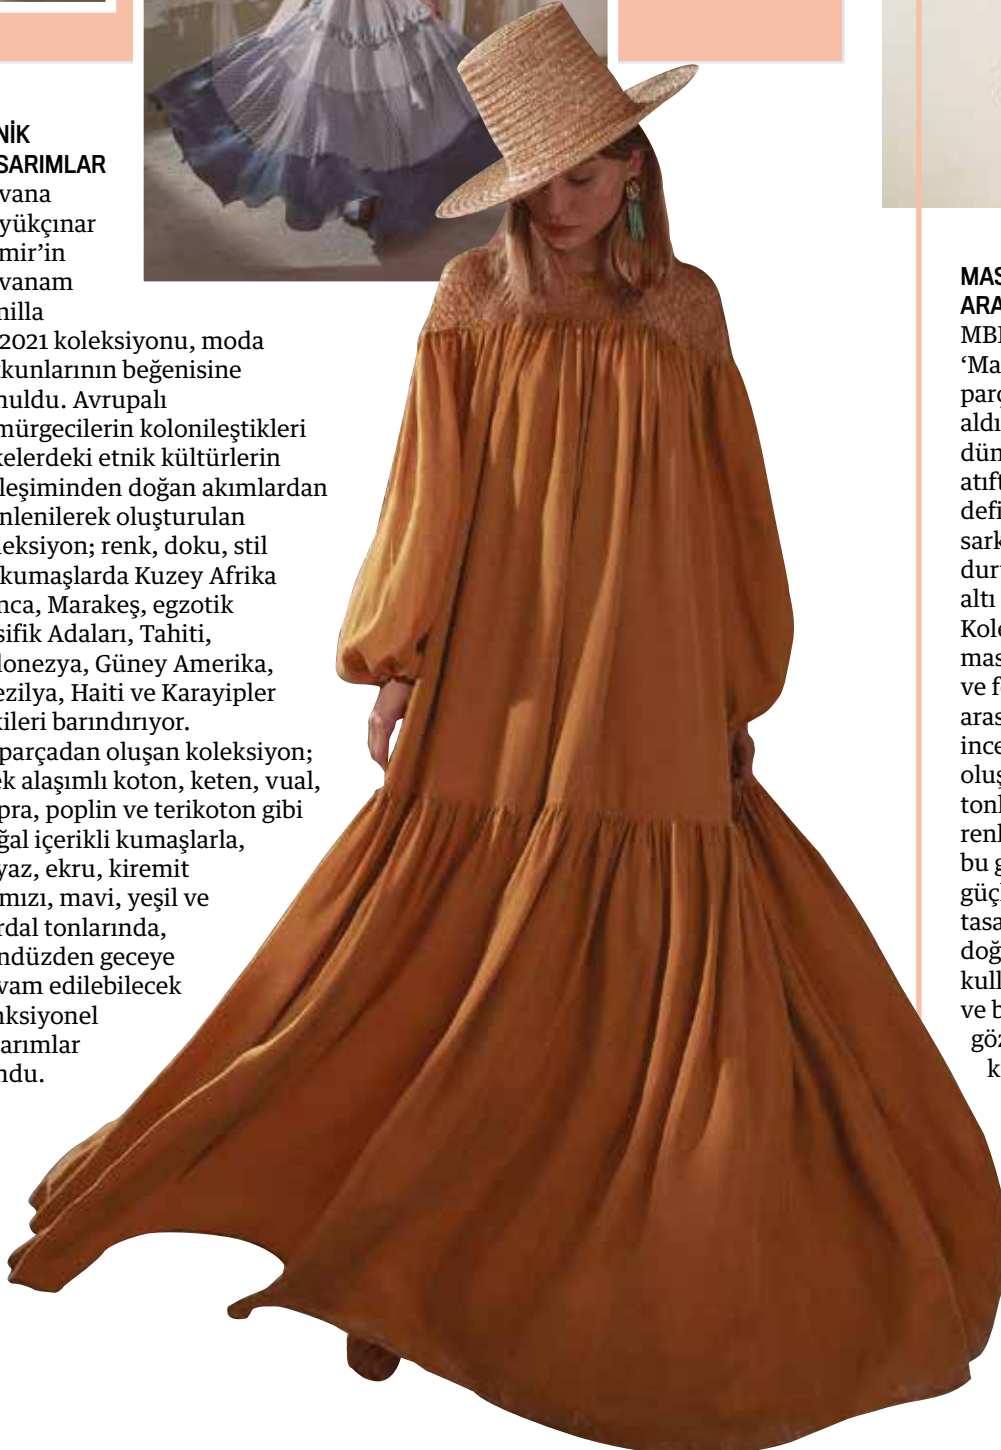 NİK
SARIMLAR
vana
yükçınar
mir’in
vanam
nilla
2021 koleksiyonu, moda
kunlarının beğenisine
nuldu. Avrupalı
mürgecilerin kolonileştikleri
kelerdeki etnik kültürlerin
leşiminden doğan akımlardan
nlenilerek oluşturulan
leksiyon; renk, doku, stil
kumaşlarda Kuzey Afrika
nca, Marakeş, egzotik
sifik Adaları, Tahiti,
lonezya, Güney Amerika,
ezilya, Haiti ve Karayipler
kileri barındırıyor.
parçadan oluşan koleksiyon;
ek alaşımlı koton, keten, vual,
pra, poplin ve terikoton gibi
ğal içerikli kumaşlarla,
yaz, ekru, kiremit
mızı, mavi, yeşil ve
rdal tonlarında,
ndüzden geceye
vam edilebilecek
nksiyonel
arımlar
ndu.
MAS
ARA
MBI
‘Ma
parç
aldı
dün
atıft
defi
sark
dur
altı
Kole
mas
ve f
aras
ince
oluş
ton
renl
bu g
güçl
tasa
doğ
kull
ve b
göz
k